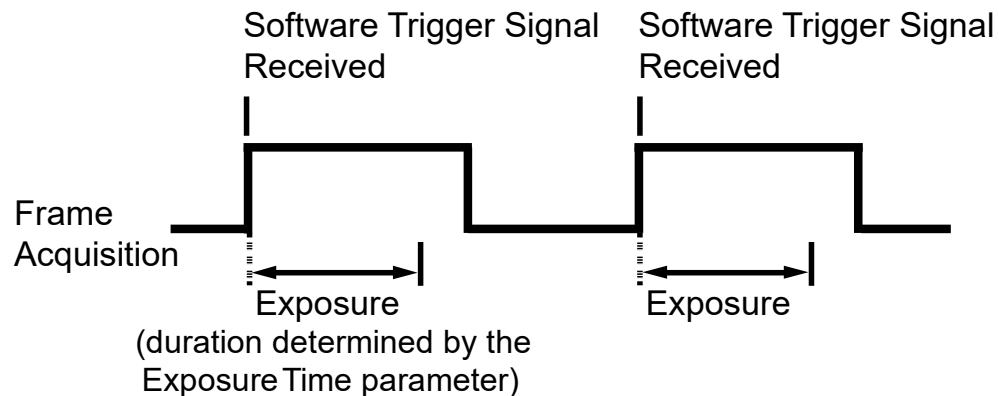 Software Trigger Signal
Received
Software Trigger Signal
Received
Frame
Acquisition
Exposure
(duration determined by the
Exposure Time parameter)
Exposure